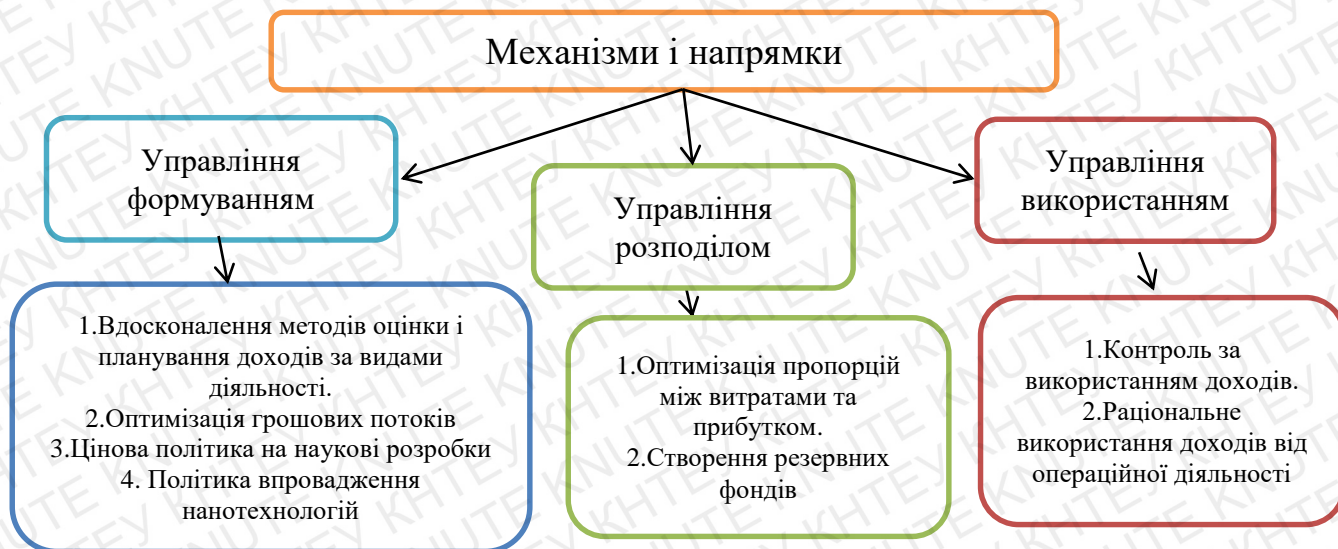 Механізми і напрямки
Управління
формуванням
Управління
розподілом
Управління
використанням
1.Вдосконалення методів оцінки і
планування доходів за видами
діяльності.
2.Оптимізація грошових потоків
3.Цінова політика на наукові розробки
4. Політика впровадження
нанотехнологій
1.Оптимізація пропорцій
між витратами та
прибутком.
2.Створення резервних
фондів
1.Контроль за
використанням доходів.
2.Раціональне
використання доходів від
операційної діяльності